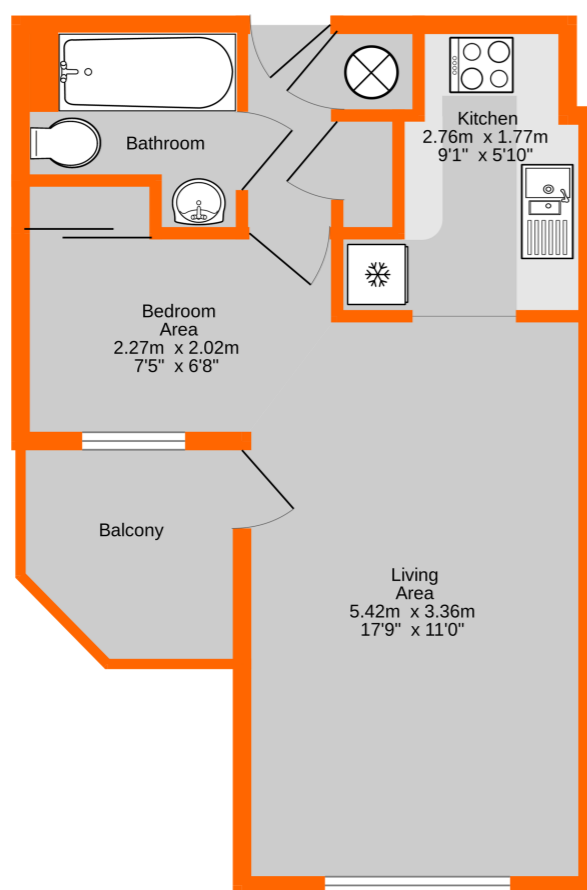 Kitchen
2.76m x 1.77m
9'1" x 5'10"
Bathroom
Bedroom
Area
2.27m x 2.02m
7'5" x 6'8"
Balcony
Living
Area
5.42m x 3.36m
17'9" x 11'0"